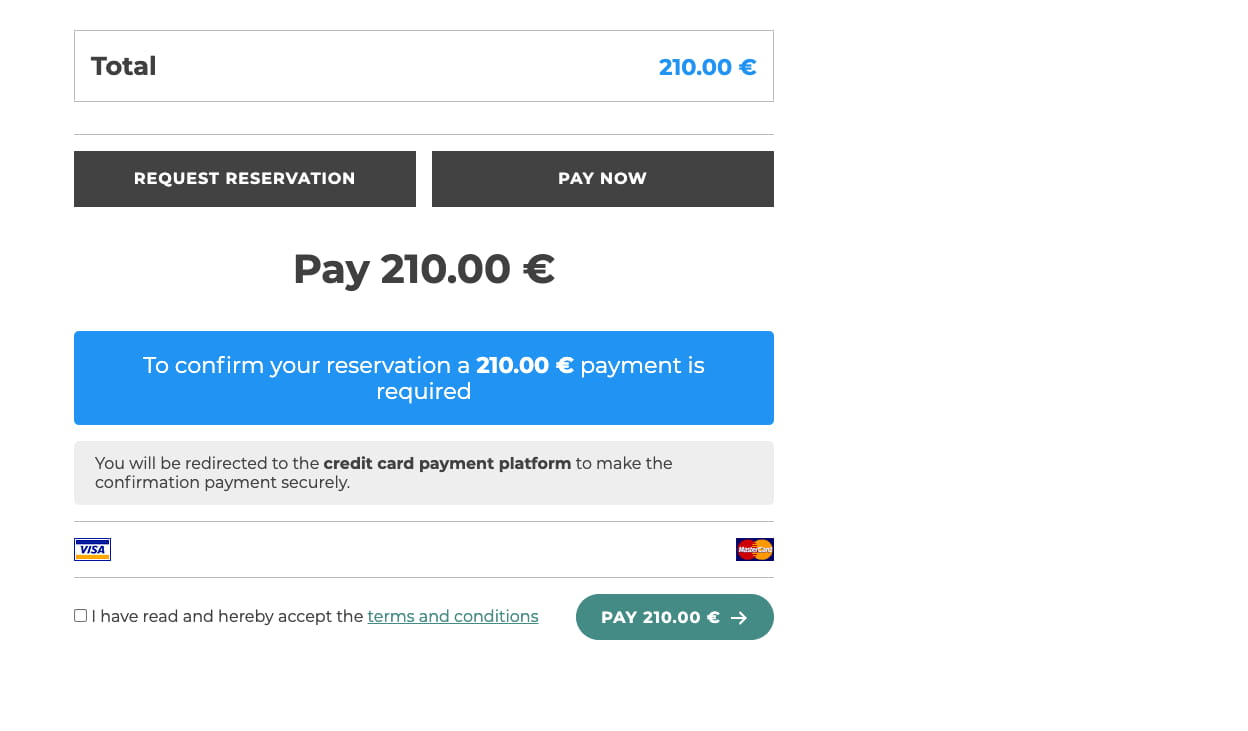 Total
210.00 €
REQUEST RESERVATION
PAY NOW
Pay 210.00 €
To confirm your reservation a 210.00 € payment is
required
You will be redirected to the credit card payment platform to make the
confirmation payment securely.
VISA
MasterCard
I have read and hereby accept the terms and conditions
PAY 210.00 € →